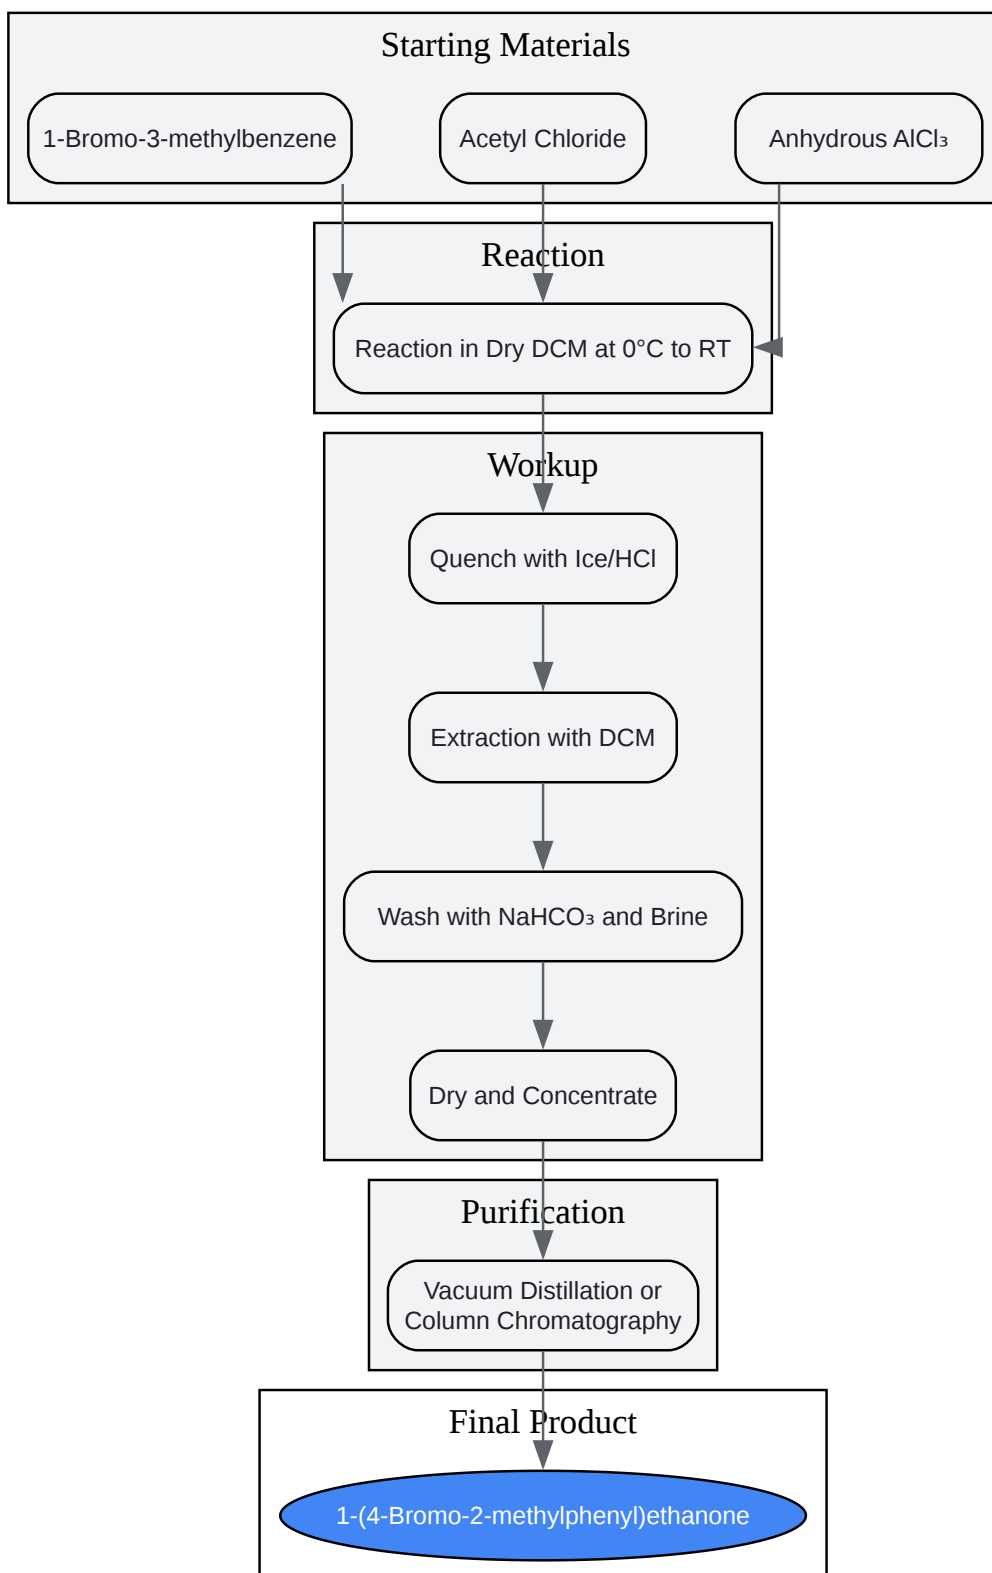 Starting Materials
1-Bromo-3-methylbenzene
Acetyl Chloride
Anhydrous AlCl₃
Reaction
Reaction in Dry DCM at 0°C to RT
Workup
Quench with Ice/HCl
Extraction with DCM
Wash with NaHCO₃ and Brine
Dry and Concentrate
Purification
Vacuum Distillation or
Column Chromatography
Final Product
1-(4-Bromo-2-methylphenyl)ethanone